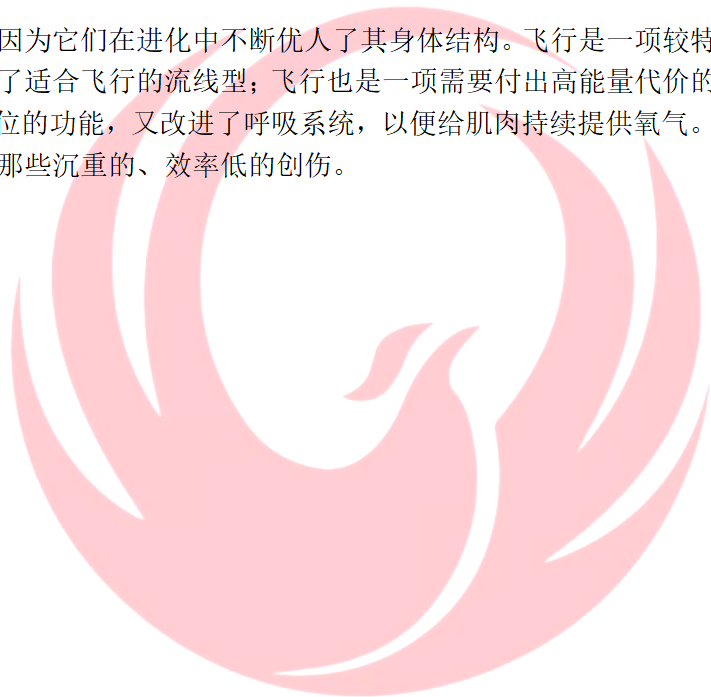 因为它们在进化中不断优人了其身体结构。飞行是一项较特
了适合飞行的流线型；飞行也是一项需要付出高能量代价的
位的功能，又改进了呼吸系统，以便给肌肉持续提供氧气。
那些沉重的、效率低的创伤。